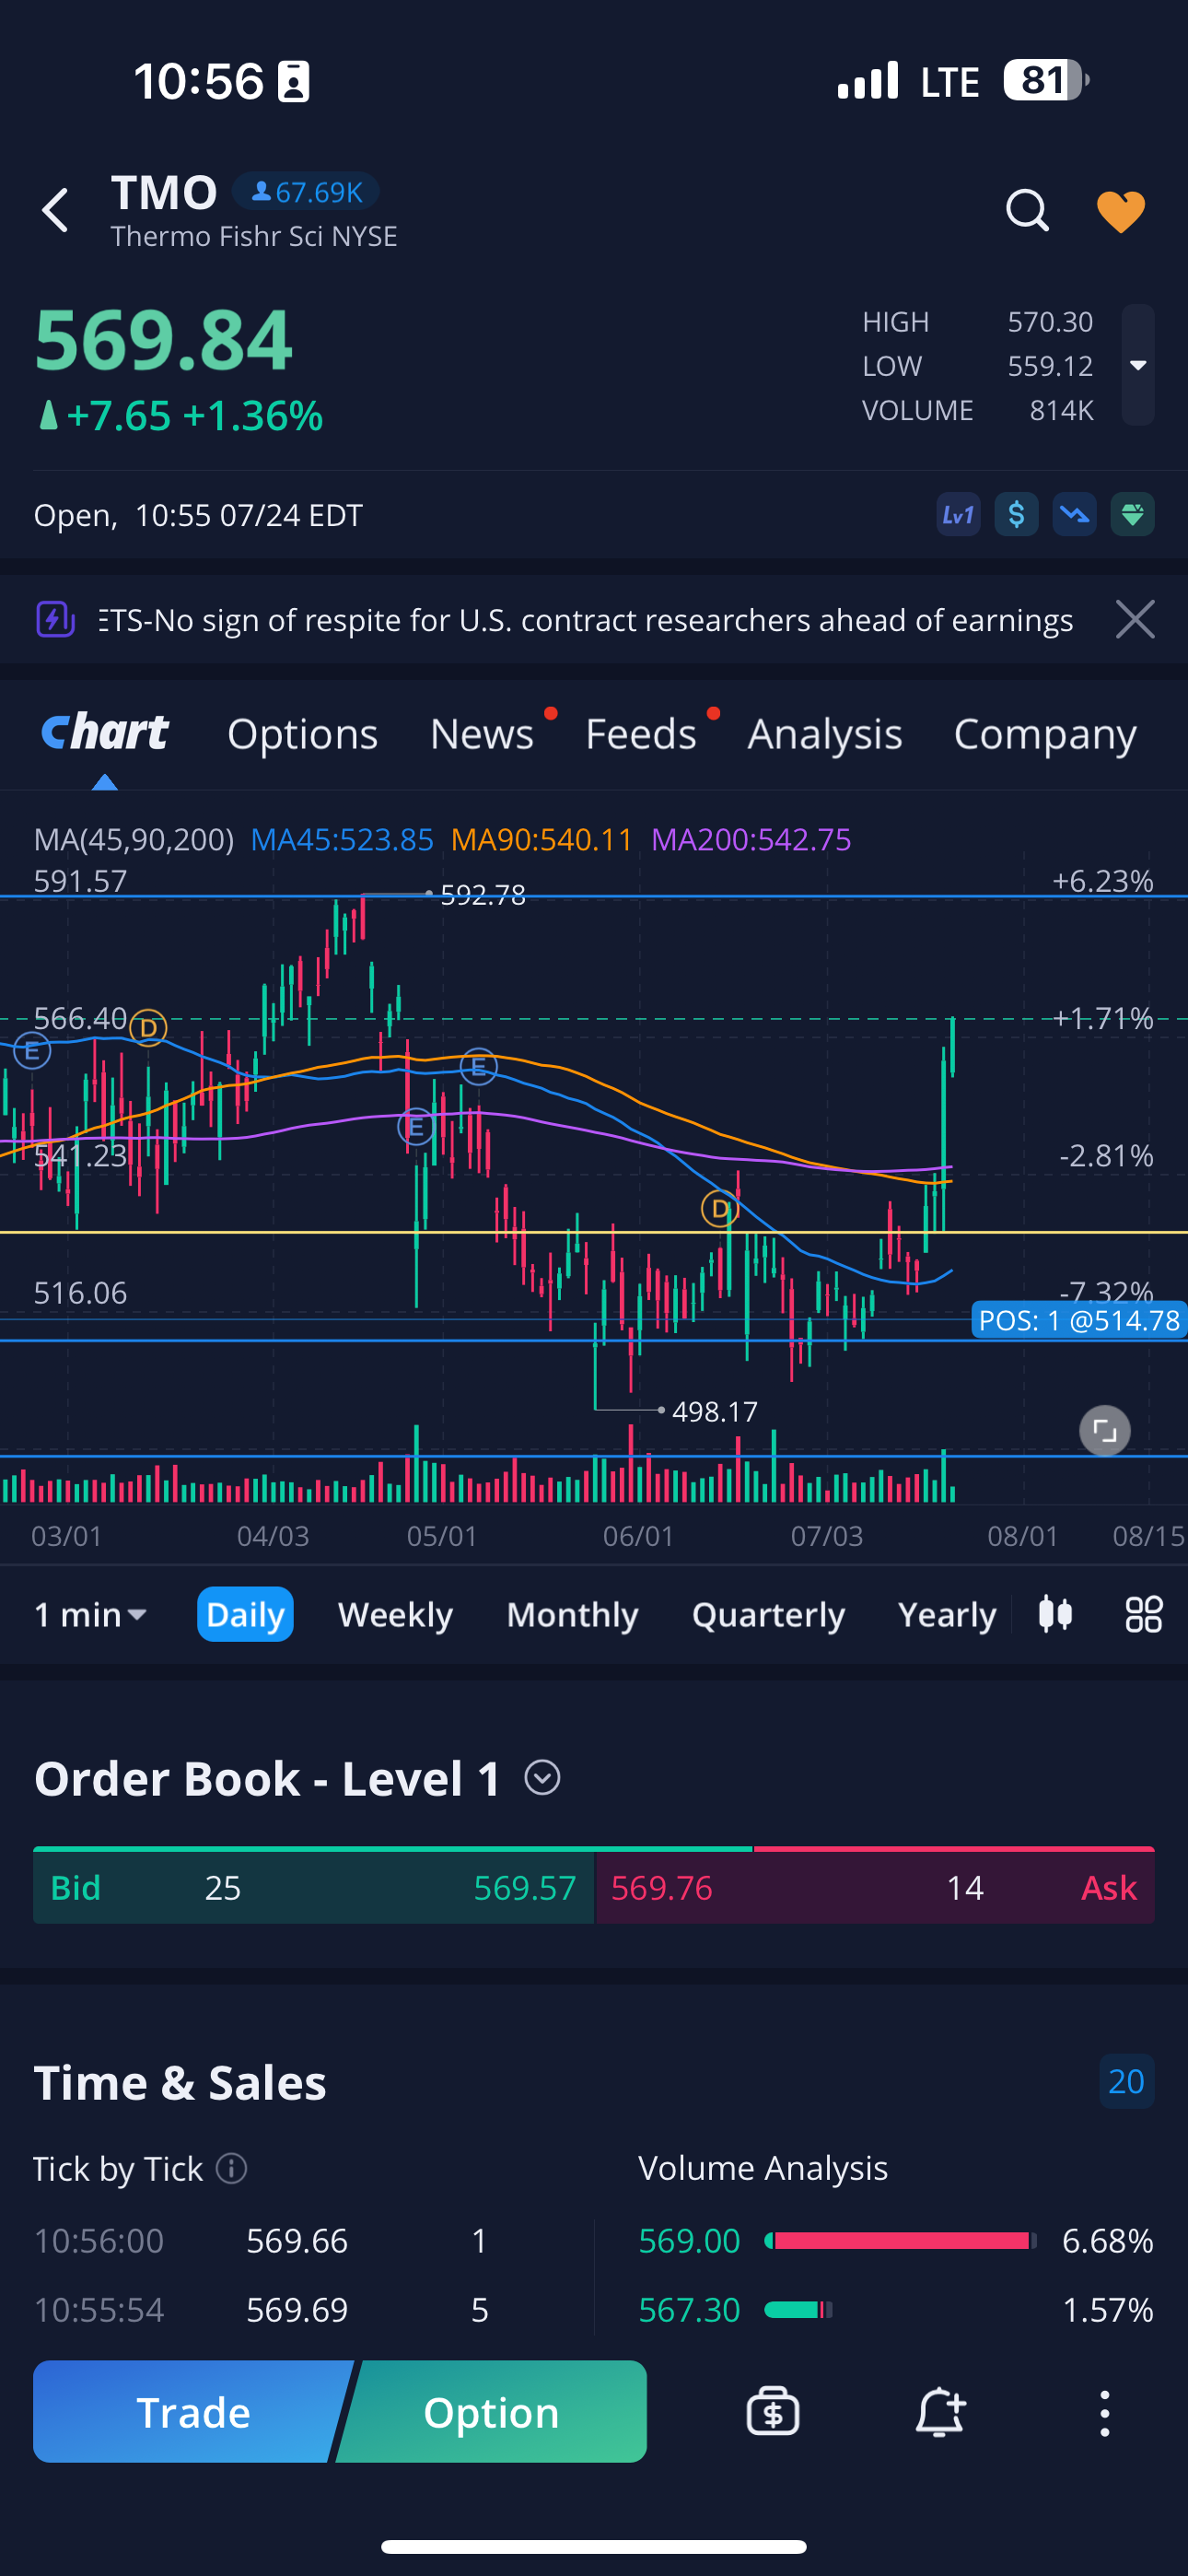 10:56 LTE 81
TMO 67.69K
Thermo Fishr Sci NYSE
569.84
+7.65 +1.36%
HIGH 570.30
LOW 559.12
VOLUME 814K
Open, 10:55 07/24 EDT
Lv1 $
ETS-No sign of respite for U.S. contract researchers ahead of earnings
Chart Options News Feeds Analysis Company
MA(45,90,200) MA45:523.85 MA90:540.11 MA200:542.75
591.57 +6.23%
592.78
566.40 D +1.71%
E E
E
541.23 -2.81%
D
516.06 -7.32%
POS: 1 @514.78
498.17
03/01 04/03 05/01 06/01 07/03 08/01 08/15
1 min Daily Weekly Monthly Quarterly Yearly
Order Book - Level 1
Bid 25 569.57 569.76 14 Ask
Time & Sales 20
Tick by Tick Volume Analysis
10:56:00 569.66 1 569.00 6.68%
10:55:54 569.69 5 567.30 1.57%
Trade Option $